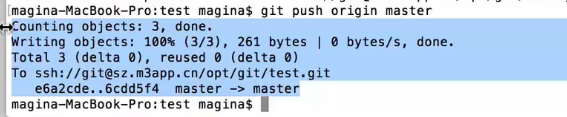 magina-MacBook-Pro:test magina$ git push origin master
Counting objects: 3, done.
Writing objects: 100% (3/3), 261 bytes | 0 bytes/s, done.
Total 3 (delta 0), reused 0 (delta 0)
To ssh://git@sz.m3app.cn/opt/git/test.git
   e6a2cde..6cdd5f4  master -> master
magina-MacBook-Pro:test magina$